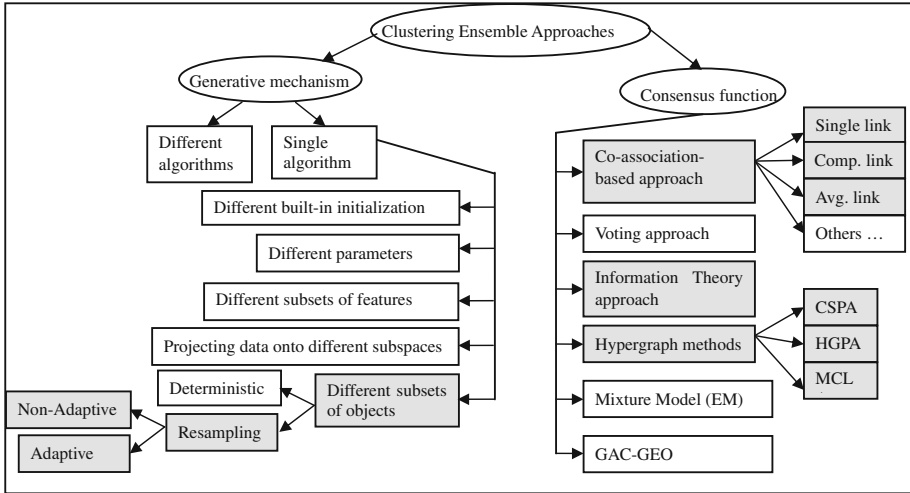 Clustering Ensemble Approaches
Generative mechanism
Consensus function
Different
algorithms
Single
algorithm
Different built-in initialization
Different parameters
Different subsets of features
Projecting data onto different subspaces
Different subsets
of objects
Deterministic
Resampling
Non-Adaptive
Adaptive
Co-association-
based approach
Single link
Comp. link
Avg. link
Others …
Voting approach
Information Theory
approach
Hypergraph methods
CSPA
HGPA
MCL
Mixture Model (EM)
GAC-GEO